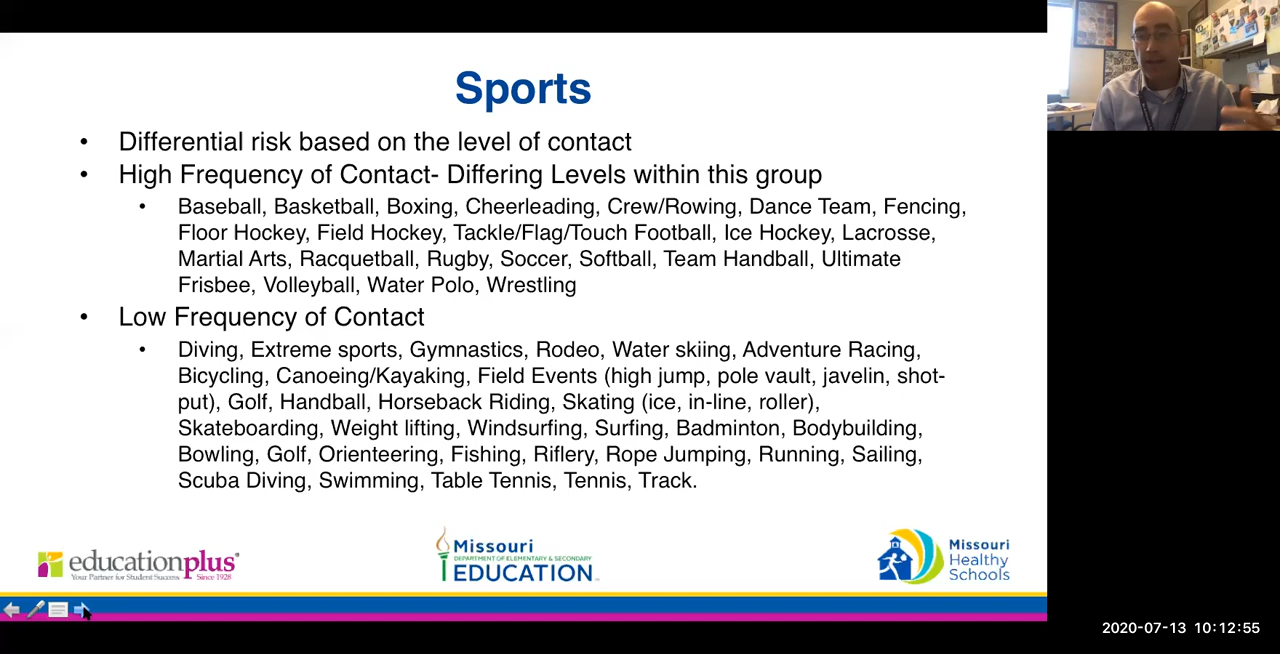 Sports
• Differential risk based on the level of contact
• High Frequency of Contact- Differing Levels within this group
• Baseball, Basketball, Boxing, Cheerleading, Crew/Rowing, Dance Team, Fencing,
Floor Hockey, Field Hockey, Tackle/Flag/Touch Football, Ice Hockey, Lacrosse,
Martial Arts, Racquetball, Rugby, Soccer, Softball, Team Handball, Ultimate
Frisbee, Volleyball, Water Polo, Wrestling
• Low Frequency of Contact
• Diving, Extreme sports, Gymnastics, Rodeo, Water skiing, Adventure Racing,
Bicycling, Canoeing/Kayaking, Field Events (high jump, pole vault, javelin, shot-
put), Golf, Handball, Horseback Riding, Skating (ice, in-line, roller),
Skateboarding, Weight lifting, Windsurfing, Surfing, Badminton, Bodybuilding,
Bowling, Golf, Orienteering, Fishing, Riflery, Rope Jumping, Running, Sailing,
Scuba Diving, Swimming, Table Tennis, Tennis, Track.
educationplus®
Your Partner for Student Success Since 1928
Missouri
DEPARTMENT OF ELEMENTARY & SECONDARY
EDUCATION
Missouri
Healthy
Schools
2020-07-13 10:12:55